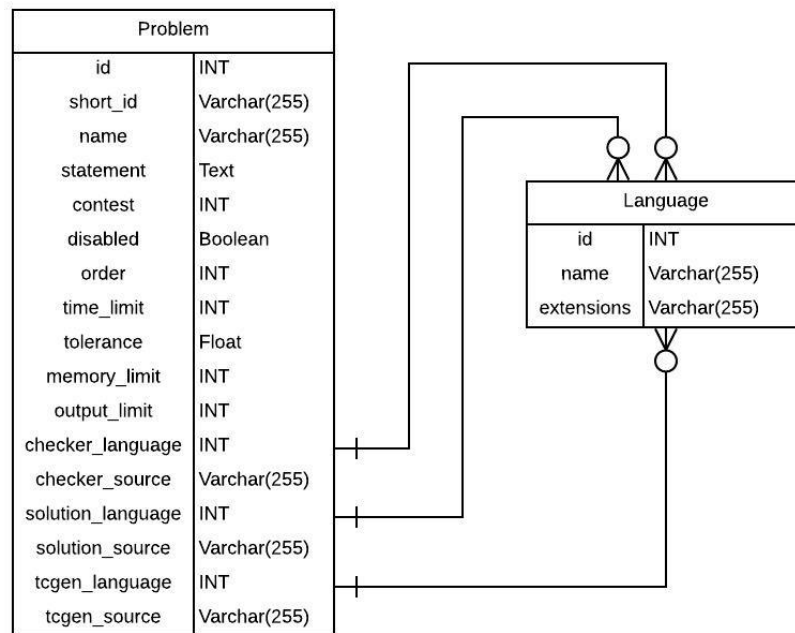 Problem
id INT
short_id Varchar(255)
name Varchar(255)
statement Text
contest INT
disabled Boolean
order INT
time_limit INT
tolerance Float
memory_limit INT
output_limit INT
checker_language INT
checker_source Varchar(255)
solution_language INT
solution_source Varchar(255)
tcgen_language INT
tcgen_source Varchar(255)
Language
id INT
name Varchar(255)
extensions Varchar(255)